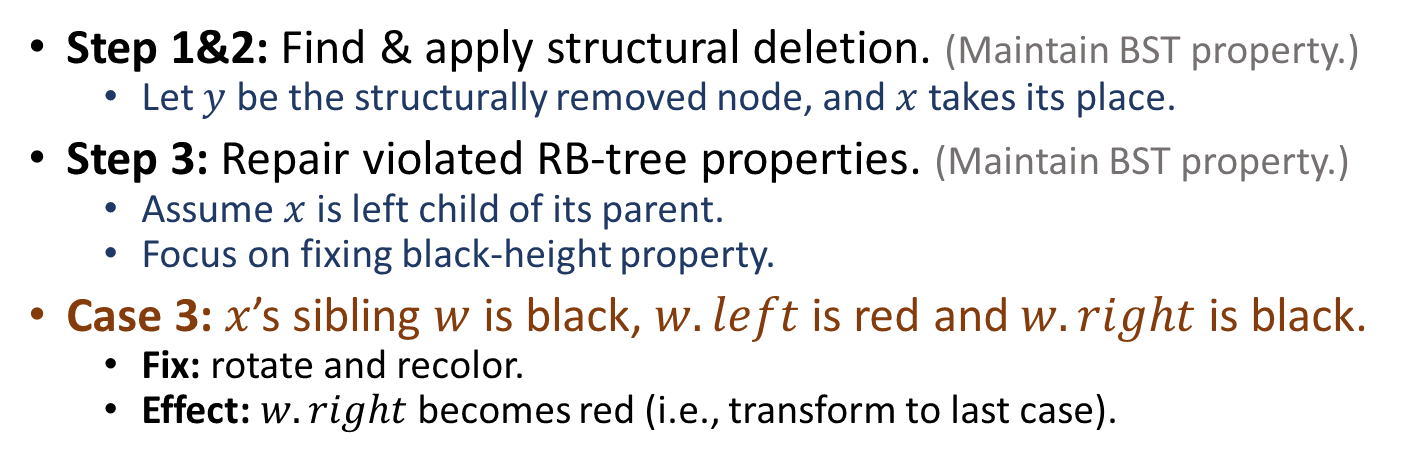 • Step 1&2: Find & apply structural deletion. (Maintain BST property.)
• Let y be the structurally removed node, and x takes its place.
• Step 3: Repair violated RB-tree properties. (Maintain BST property.)
• Assume x is left child of its parent.
• Focus on fixing black-height property.
• Case 3: x’s sibling w is black, w.left is red and w.right is black.
• Fix: rotate and recolor.
• Effect: w.right becomes red (i.e., transform to last case).